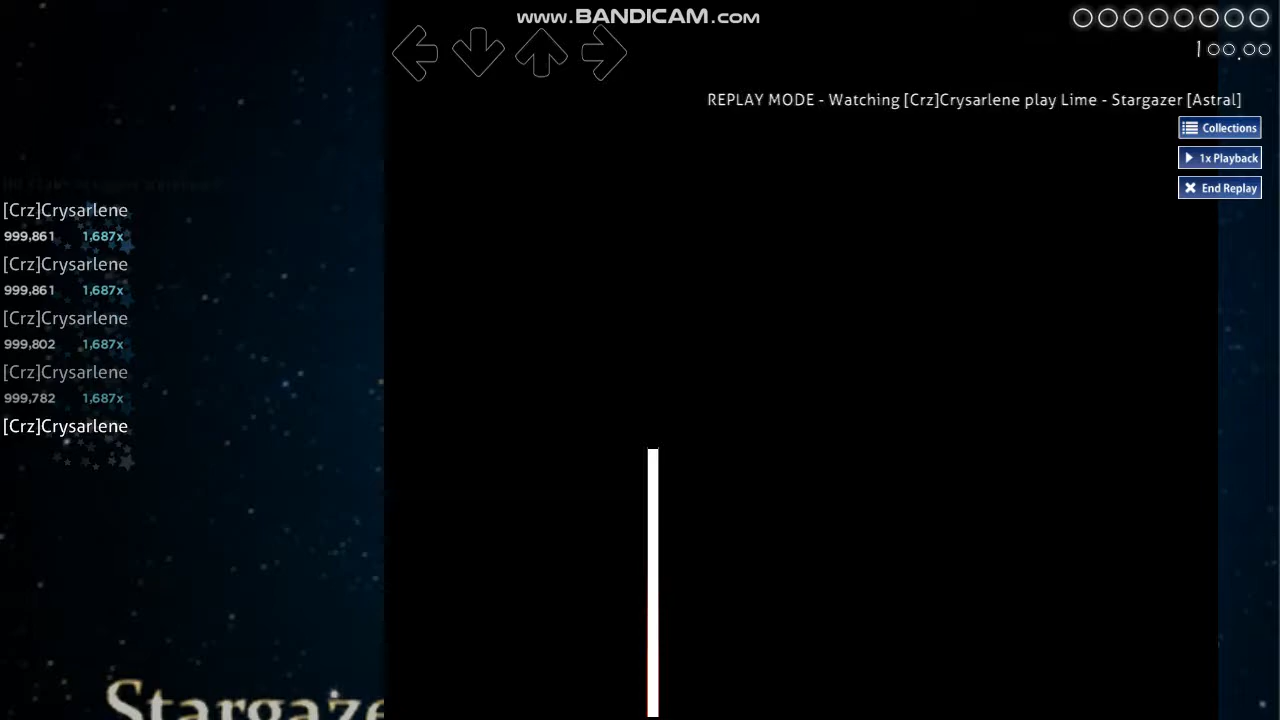 www.BANDICAM.com
00000000
100.00
REPLAY MODE - Watching [Crz]Crysarlene play Lime - Stargazer [Astral]
Collections
1x Playback
End Replay
[Crz]Crysarlene
999,861 1,687x
[Crz]Crysarlene
999,861 1,687x
[Crz]Crysarlene
999,802 1,687x
[Crz]Crysarlene
999,782 1,687x
[Crz]Crysarlene
Stargaze